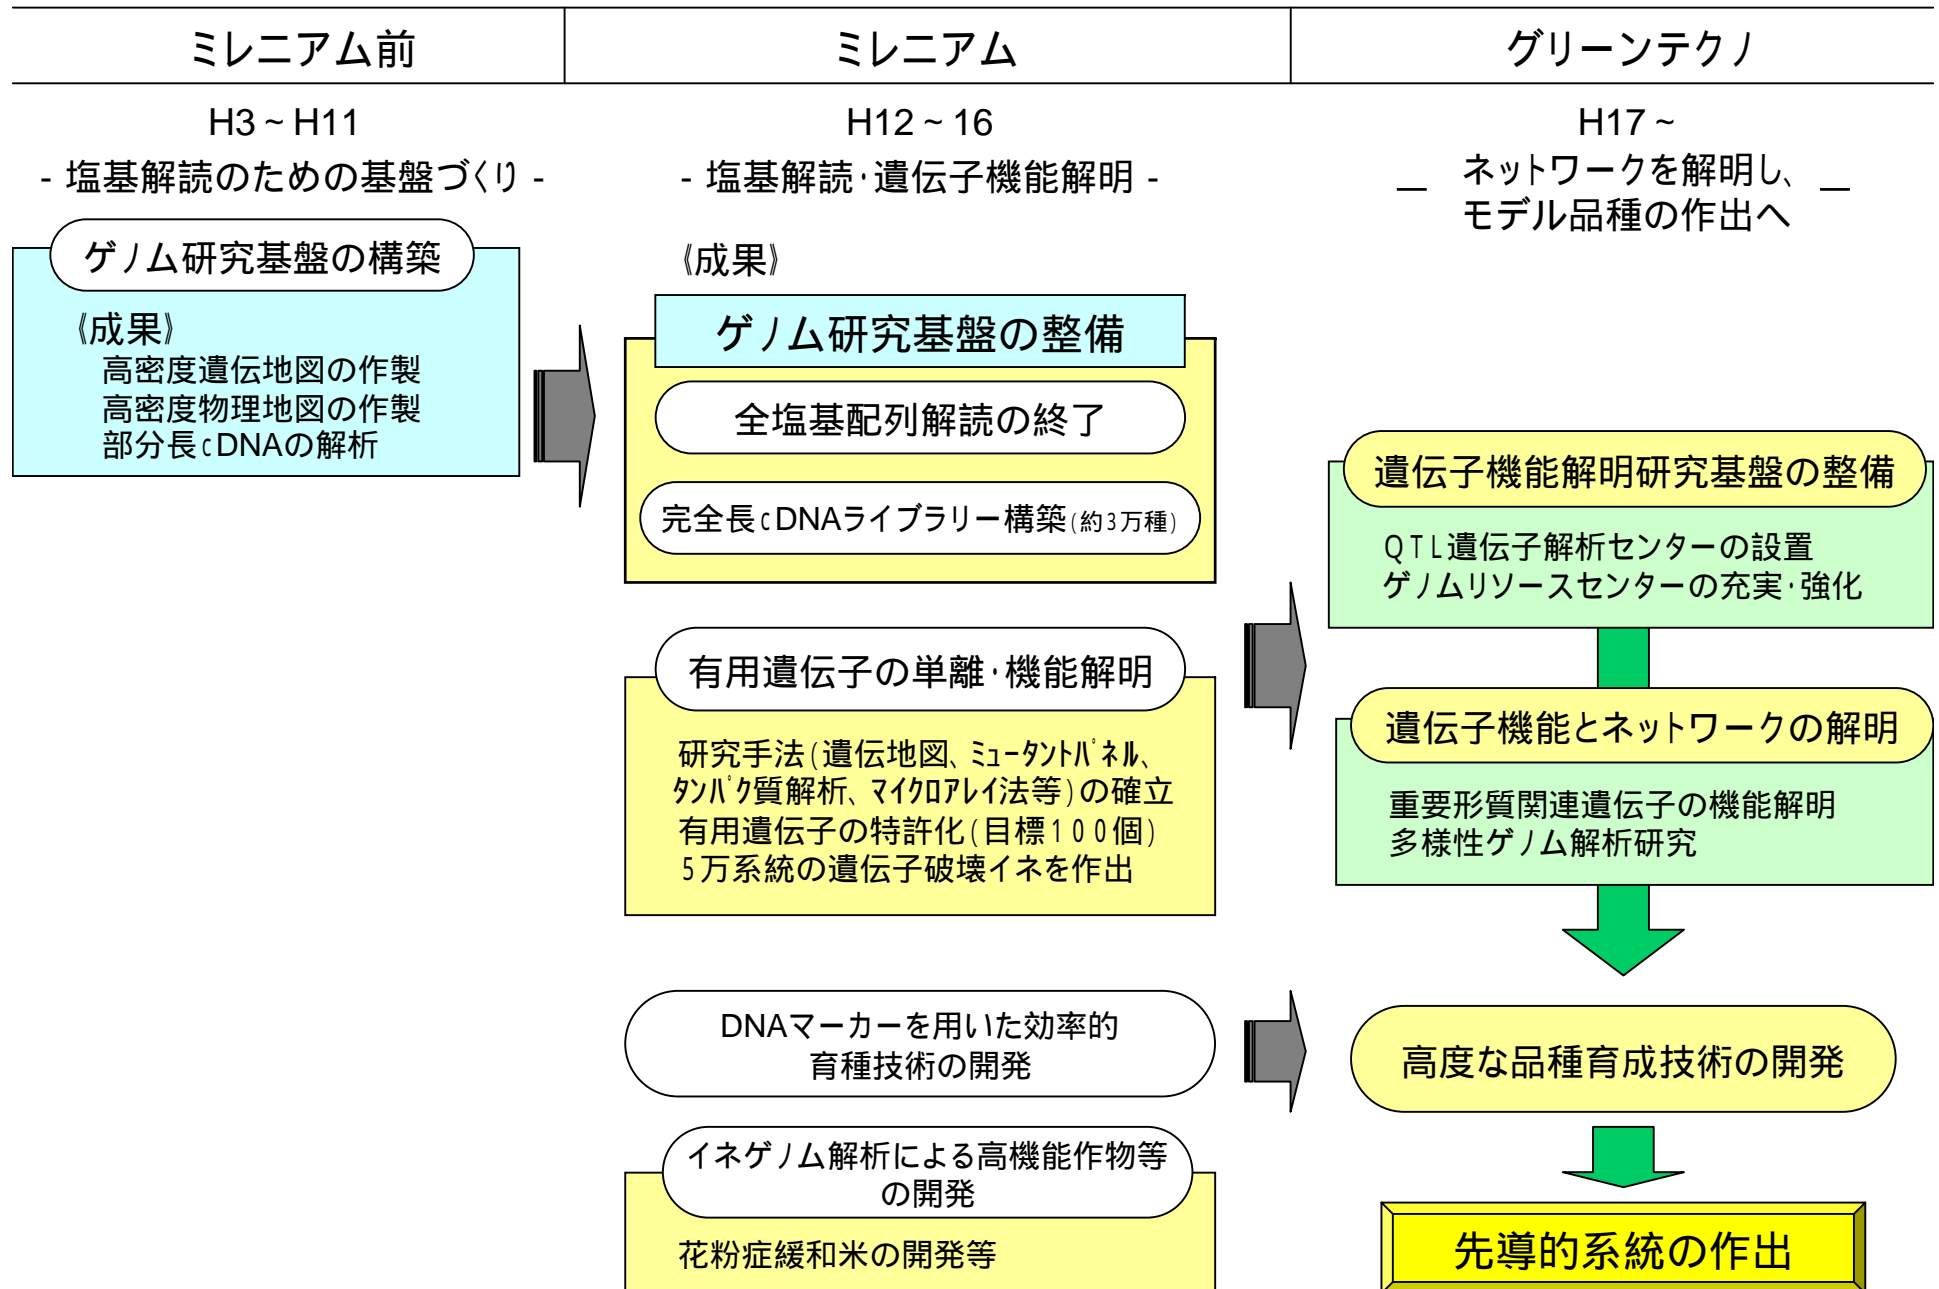 ミレニアム前
ミレニアム
グリーンテクノ
H3～H11
- 塩基解読のための基盤づくり -
ゲノム研究基盤の構築
《成果》
高密度遺伝地図の作製
高密度物理地図の作製
部分長cDNAの解析
H12～16
- 塩基解読・遺伝子機能解明 -
《成果》
ゲノム研究基盤の整備
全塩基配列解読の終了
完全長cDNAライブラリー構築(約3万種)
有用遺伝子の単離・機能解明
研究手法(遺伝地図、ﾐｭｰﾀﾝﾄﾊﾟﾈﾙ、
ﾀﾝﾊﾟｸ質解析、ﾏｲｸﾛｱﾚｲ法等)の確立
有用遺伝子の特許化(目標100個)
5万系統の遺伝子破壊イネを作出
DNAマーカーを用いた効率的
育種技術の開発
イネゲノム解析による高機能作物等
の開発
花粉症緩和米の開発等
H17～
― ネットワークを解明し、 ―
モデル品種の作出へ
遺伝子機能解明研究基盤の整備
QTL遺伝子解析センターの設置
ゲノムリソースセンターの充実・強化
遺伝子機能とネットワークの解明
重要形質関連遺伝子の機能解明
多様性ゲノム解析研究
高度な品種育成技術の開発
先導的系統の作出